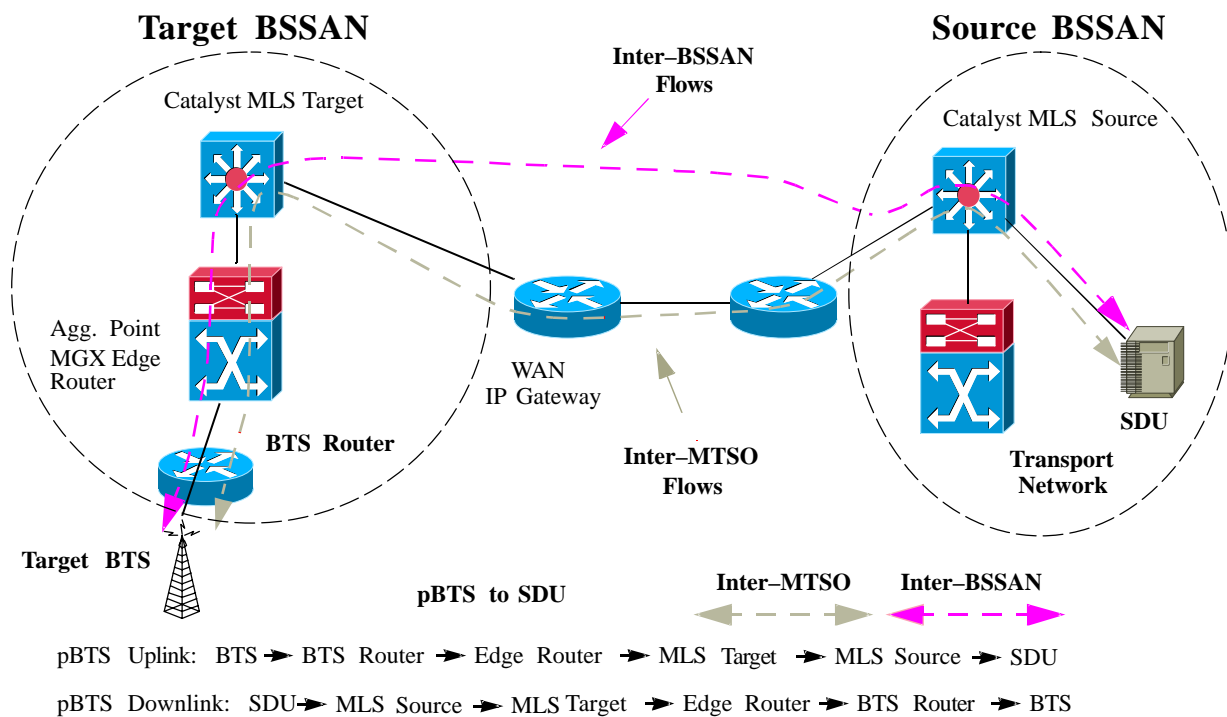 Target BSSAN
Source BSSAN
Inter–BSSAN
Flows
Catalyst MLS Target
Catalyst MLS Source
Agg. Point
MGX Edge
Router
WAN
IP Gateway
BTS Router
Inter–MTSO
Flows
SDU
Transport
Network
Target BTS
pBTS to SDU
Inter–MTSO
Inter–BSSAN
pBTS Uplink: BTS BTS Router Edge Router MLS Target MLS Source SDU
pBTS Downlink: SDU MLS Source MLS Target Edge Router BTS Router BTS